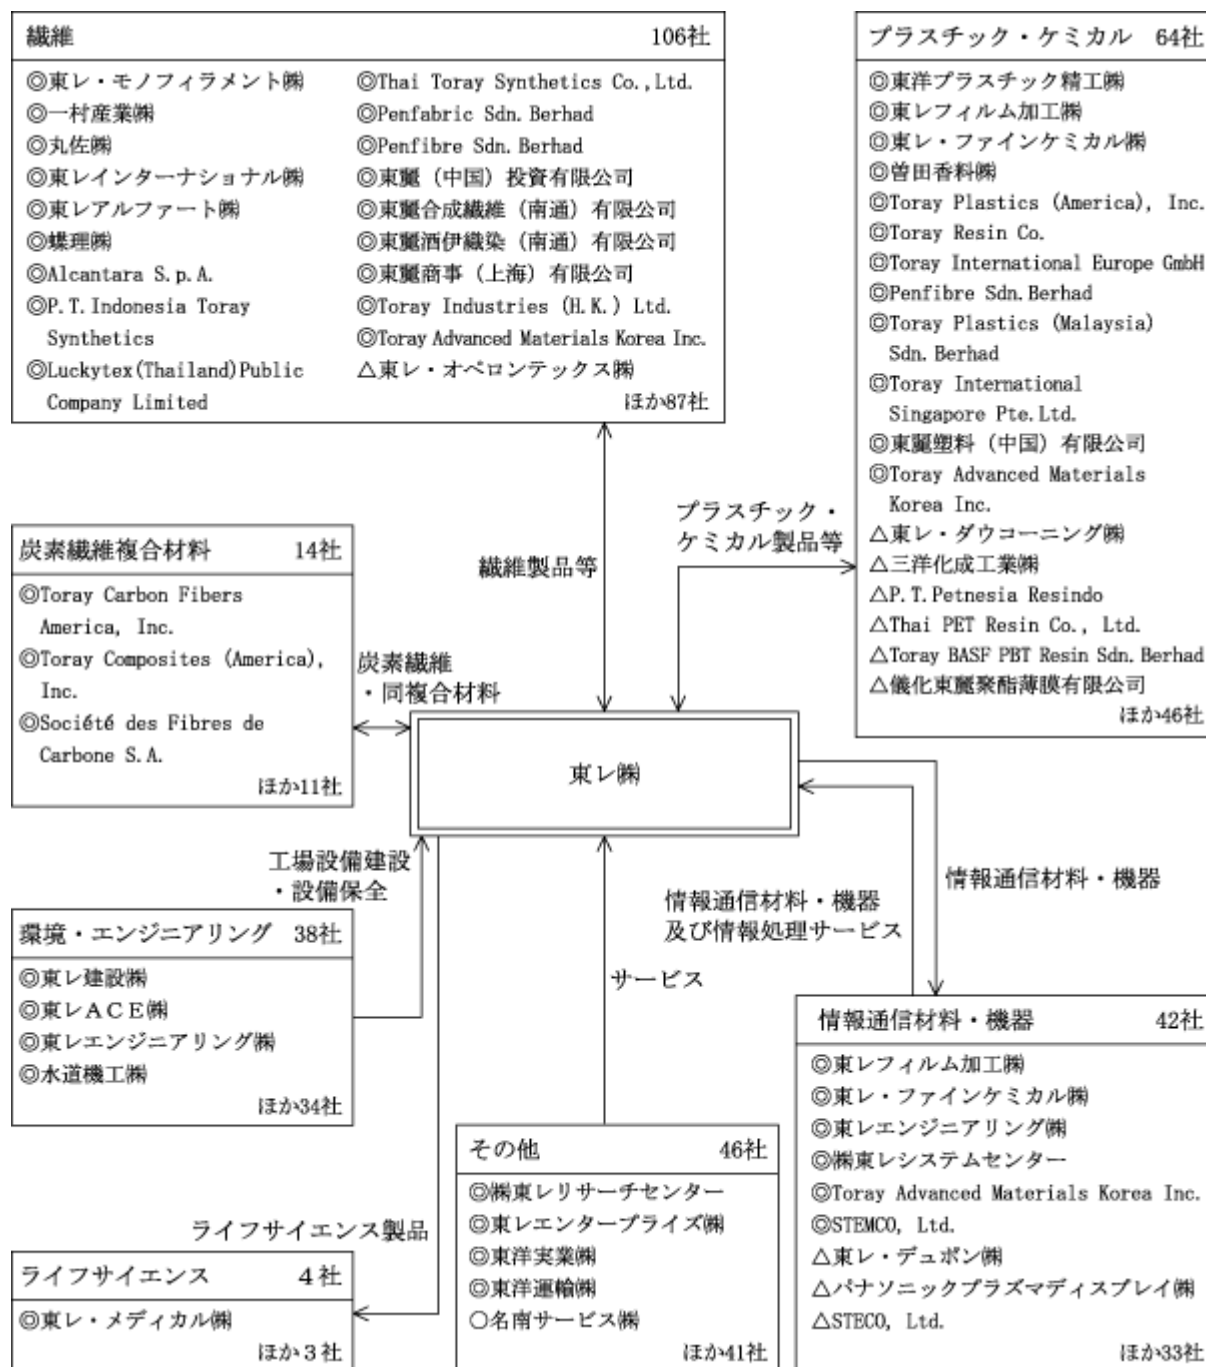 繊維 106社
◎東レ・モノフィラメント㈱
◎一村産業㈱
◎丸佐㈱
◎東レインターナショナル㈱
◎東レアルファート㈱
◎蝶理㈱
◎Alcantara S.p.A.
◎P.T.Indonesia Toray
Synthetics
◎Luckytex(Thailand)Public
Company Limited
◎Thai Toray Synthetics Co.,Ltd.
◎Penfabric Sdn.Berhad
◎Penfibre Sdn.Berhad
◎東麗（中国）投資有限公司
◎東麗合成繊維（南通）有限公司
◎東麗酒伊織染（南通）有限公司
◎東麗商事（上海）有限公司
◎Toray Industries (H.K.) Ltd.
◎Toray Advanced Materials Korea Inc.
△東レ・オペロンテックス㈱
ほか87社
プラスチック・ケミカル 64社
◎東洋プラスチック精工㈱
◎東レフィルム加工㈱
◎東レ・ファインケミカル㈱
◎曽田香料㈱
◎Toray Plastics (America), Inc.
◎Toray Resin Co.
◎Toray International Europe GmbH
◎Penfibre Sdn.Berhad
◎Toray Plastics (Malaysia)
Sdn.Berhad
◎Toray International
Singapore Pte.Ltd.
◎東麗塑料（中国）有限公司
◎Toray Advanced Materials
Korea Inc.
△東レ・ダウコーニング㈱
△三洋化成工業㈱
△P.T.Petnesia Resindo
△Thai PET Resin Co., Ltd.
△Toray BASF PBT Resin Sdn.Berhad
△儀化東麗聚酯薄膜有限公司
ほか46社
プラスチック・
ケミカル製品等
繊維製品等
炭素繊維複合材料 14社
◎Toray Carbon Fibers
America, Inc.
◎Toray Composites (America),
Inc.
◎Société des Fibres de
Carbone S.A.
ほか11社
炭素繊維
・同複合材料
東レ㈱
工場設備建設
・設備保全
環境・エンジニアリング 38社
◎東レ建設㈱
◎東レＡＣＥ㈱
◎東レエンジニアリング㈱
◎水道機工㈱
ほか34社
情報通信材料・機器
情報通信材料・機器
及び情報処理サービス
サービス
情報通信材料・機器 42社
◎東レフィルム加工㈱
◎東レ・ファインケミカル㈱
◎東レエンジニアリング㈱
◎㈱東レシステムセンター
◎Toray Advanced Materials Korea Inc.
◎STEMCO, Ltd.
△東レ・デュポン㈱
△パナソニックプラズマディスプレイ㈱
△STECO, Ltd.
ほか33社
その他 46社
◎㈱東レリサーチセンター
◎東レエンタープライズ㈱
◎東洋実業㈱
◎東洋運輸㈱
○名南サービス㈱
ほか41社
ライフサイエンス製品
ライフサイエンス ４社
◎東レ・メディカル㈱
ほか３社